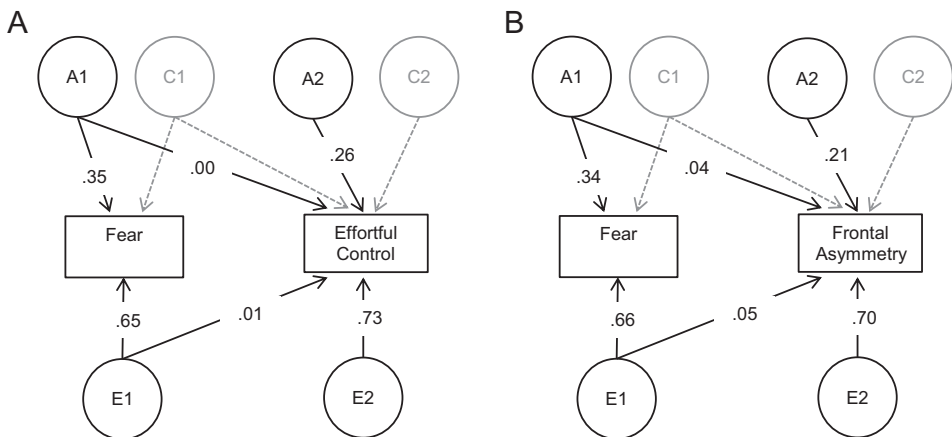 A
B
A1
C1
A2
C2
A1
C1
A2
C2
.35
.00
.26
.34
.04
.21
Fear
Effortful
Control
Fear
Frontal
Asymmetry
.65
.01
.73
.66
.05
.70
E1
E2
E1
E2